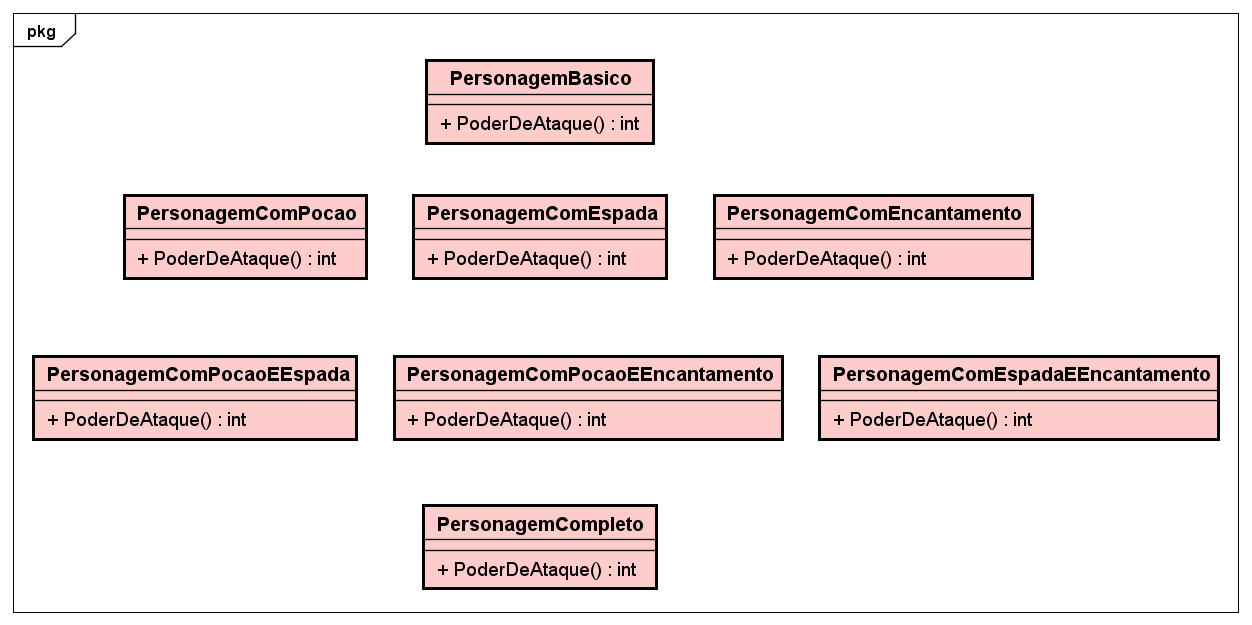 pkg
PersonagemBasico
+ PoderDeAtaque() : int
PersonagemComPocao
+ PoderDeAtaque() : int
PersonagemComEspada
+ PoderDeAtaque() : int
PersonagemComEncantamento
+ PoderDeAtaque() : int
PersonagemComPocaoEEspada
+ PoderDeAtaque() : int
PersonagemComPocaoEEncantamento
+ PoderDeAtaque() : int
PersonagemComEspadaEEncantamento
+ PoderDeAtaque() : int
PersonagemCompleto
+ PoderDeAtaque() : int